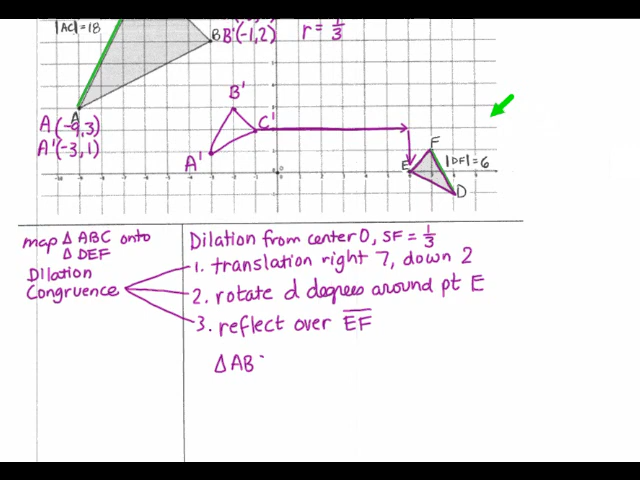 |AC|=18
B
B'(-1,2)
r = 1/3
A
A(-9,3)
A'(-3,1)
B'
C'
A'
E
F
|DF|=6
D
map △ABC onto
△DEF
Dilation
Congruence
Dilation from center O, SF = 1/3
1. translation right 7, down 2
2. rotate d degrees around pt E
3. reflect over EF
△AB